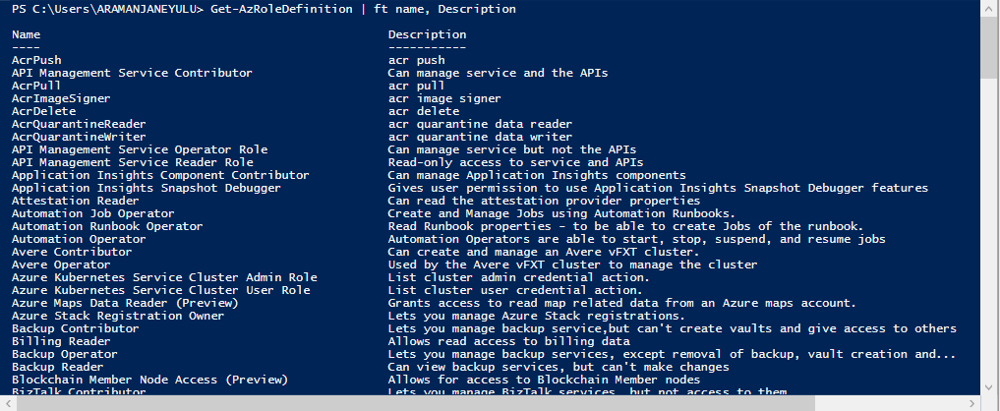 PS C:\Users\ARAMANJANEYULU> Get-AzRoleDefinition | ft name, Description
Name Description
---- -----------
AcrPush acr push
API Management Service Contributor Can manage service and the APIs
AcrPull acr pull
AcrImageSigner acr image signer
AcrDelete acr delete
AcrQuarantineReader acr quarantine data reader
AcrQuarantineWriter acr quarantine data writer
API Management Service Operator Role Can manage service but not the APIs
API Management Service Reader Role Read-only access to service and APIs
Application Insights Component Contributor Can manage Application Insights components
Application Insights Snapshot Debugger Gives user permission to use Application Insights Snapshot Debugger features
Attestation Reader Can read the attestation provider properties
Automation Job Operator Create and Manage Jobs using Automation Runbooks.
Automation Runbook Operator Read Runbook properties - to be able to create Jobs of the runbook.
Automation Operator Automation Operators are able to start, stop, suspend, and resume jobs
Avere Contributor Can create and manage an Avere vFXT cluster.
Avere Operator Used by the Avere vFXT cluster to manage the cluster
Azure Kubernetes Service Cluster Admin Role List cluster admin credential action.
Azure Kubernetes Service Cluster User Role List cluster user credential action.
Azure Maps Data Reader (Preview) Grants access to read map related data from an Azure maps account.
Azure Stack Registration Owner Lets you manage Azure Stack registrations.
Backup Contributor Lets you manage backup service,but can't create vaults and give access to others
Billing Reader Allows read access to billing data
Backup Operator Lets you manage backup services, except removal of backup, vault creation and...
Backup Reader Can view backup services, but can't make changes
Blockchain Member Node Access (Preview) Allows for access to Blockchain Member nodes
BizTalk Contributor Lets you manage BizTalk services, but not access to them